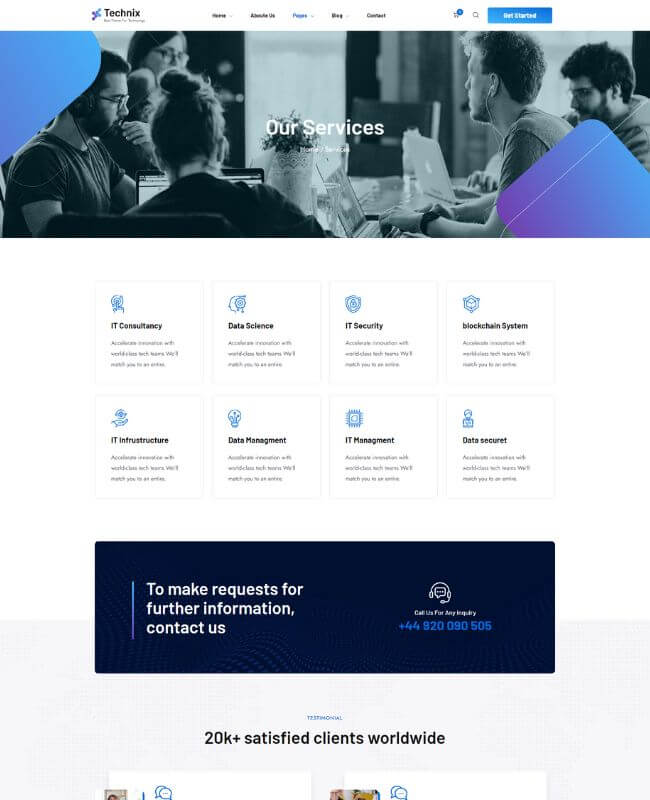 Technix
Best Theme For Technology
Home
Aboute Us
Pages
Blog
Contact
Get Started
Our Services
Home / Services
IT Consultancy
Accelerate innovation with
world-class tech teams We'll
match you to an entire.
Data Science
Accelerate innovation with
world-class tech teams We'll
match you to an entire.
IT Security
Accelerate innovation with
world-class tech teams We'll
match you to an entire.
blockchain System
Accelerate innovation with
world-class tech teams We'll
match you to an entire.
IT Infrustructure
Accelerate innovation with
world-class tech teams We'll
match you to an entire.
Data Managment
Accelerate innovation with
world-class tech teams We'll
match you to an entire.
IT Managment
Accelerate innovation with
world-class tech teams We'll
match you to an entire.
Data securet
Accelerate innovation with
world-class tech teams We'll
match you to an entire.
To make requests for
further information,
contact us
Call Us For Any Inquiry
+44 920 090 505
TESTIMONIAL
20k+ satisfied clients worldwide